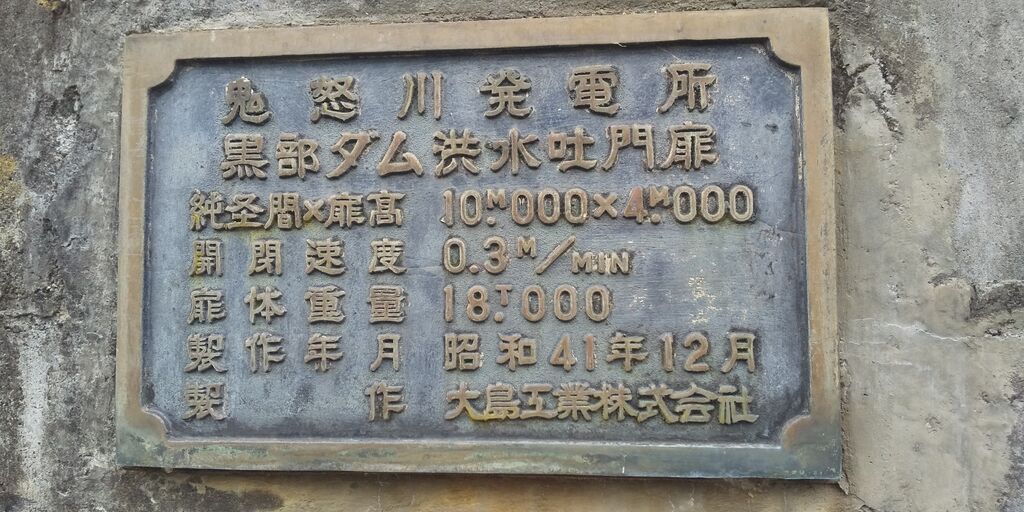 鬼怒川発電所
黒部ダム洪水吐門扉
純径間×扉高 10.M000×4.M000
開閉速度 0.3M/MIN
扉体重量 18.T000
製作年月 昭和41年12月
製作 大島工業株式会社